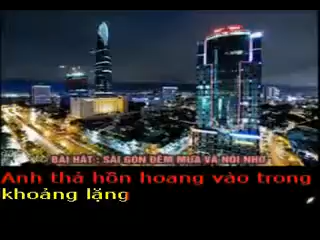 BÀI HÁT : SÀI GÒN ĐÊM MƯA VÀ NỖI NHỚ
Anh thả hồn hoang vào trong
khoảng lặng